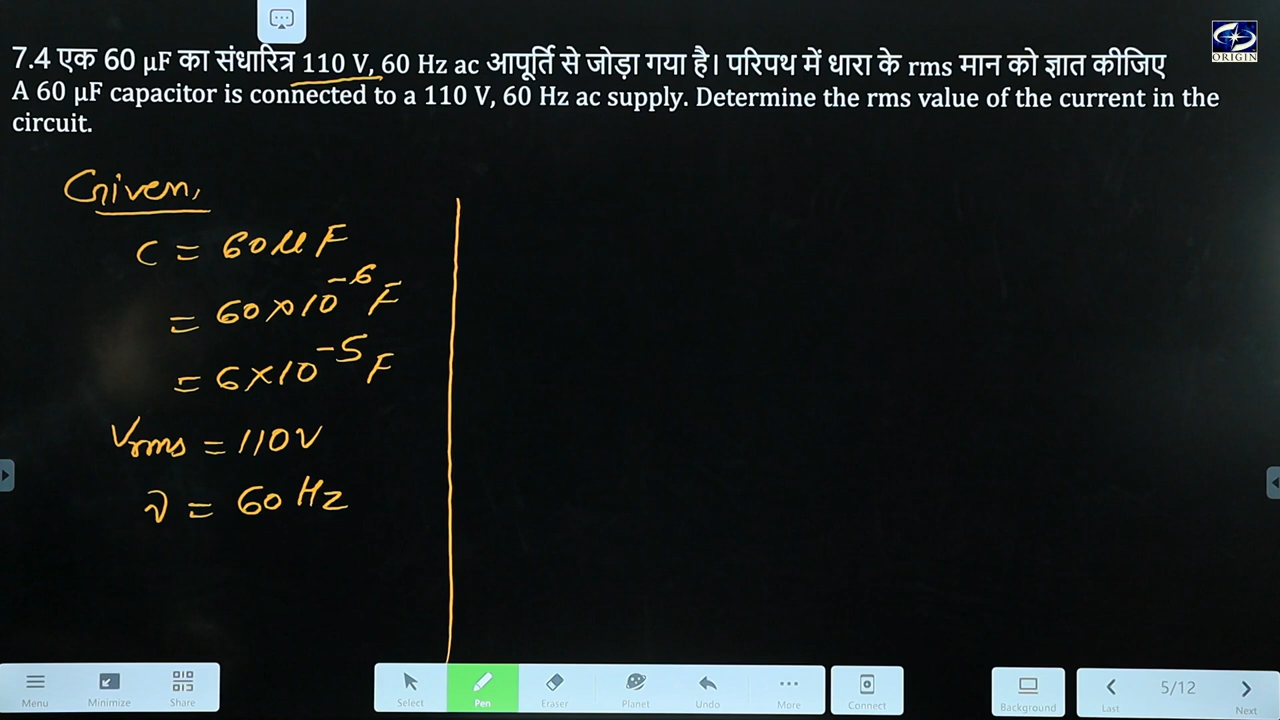 ORIGIN
7.4 एक 60 μF का संधारित्र 110 V, 60 Hz ac आपूर्ति से जोड़ा गया है। परिपथ में धारा के rms मान को ज्ञात कीजिए
A 60 μF capacitor is connected to a 110 V, 60 Hz ac supply. Determine the rms value of the current in the
circuit.
Given,
C = 60μF
= 60×10⁻⁶ F
= 6×10⁻⁵ F
Vrms = 110V
ν = 60 Hz
Menu Minimize Share Select Pen Eraser Planet Undo More Connect Background Last 5/12 Next